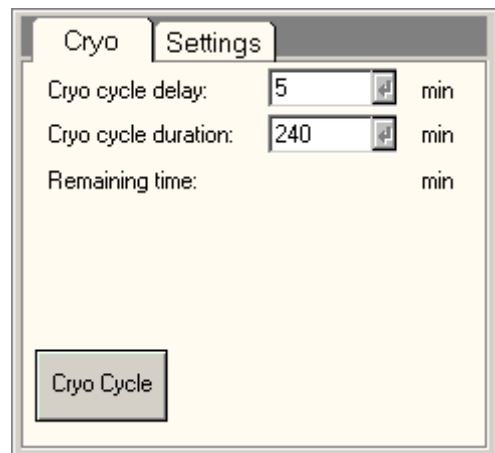 Cryo Settings
Cryo cycle delay: 5 min
Cryo cycle duration: 240 min
Remaining time: min
Cryo Cycle